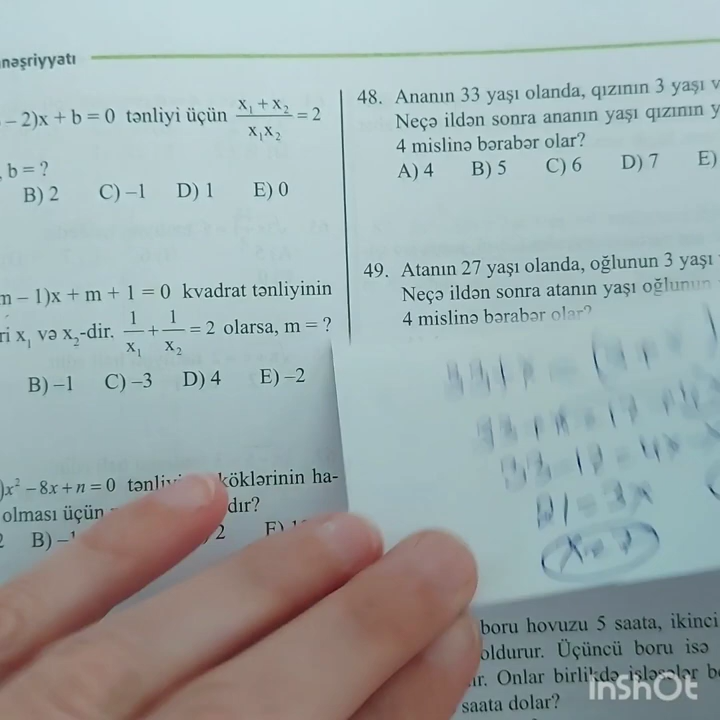 nəşriyyatı
– 2)x + b = 0 tənliyi üçün (x₁ + x₂)/(x₁x₂) = 2
b = ?
B) 2 C) –1 D) 1 E) 0
m – 1)x + m + 1 = 0 kvadrat tənliyinin
ri x₁ və x₂-dir. 1/x₁ + 1/x₂ = 2 olarsa, m = ?
B) –1 C) –3 D) 4 E) –2
)x² – 8x + n = 0 köklərinin ha-
olması üçün dır?
B) –1 2
48. Ananın 33 yaşı olanda, qızının 3 yaşı v
Neçə ildən sonra ananın yaşı qızının y
4 mislinə bərabər olar?
A) 4 B) 5 C) 6 D) 7 E)
49. Atanın 27 yaşı olanda, oğlunun 3 yaşı
Neçə ildən sonra atanın yaşı oğlunun
4 mislinə bərabər olar?
21 = 3x
x = 7
boru hovuzu 5 saata, ikinci
oldurur. Üçüncü boru isə
ır. Onlar birlikdə işləsələr b
saata dolar?
InShOt